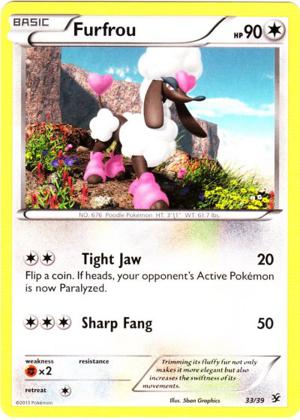 BASIC
Furfrou
HP 90
NO. 676 Poodle Pokémon HT. 3'11" WT. 61.7 lbs.
Tight Jaw 20
Flip a coin. If heads, your opponent's Active Pokémon
is now Paralyzed.
Sharp Fang 50
weakness
resistance
×2
retreat
Trimming its fluffy fur not only
makes it more elegant but also
increases the swiftness of its
movements.
Illus. 5ban Graphics
33/39
©2015 Pokémon